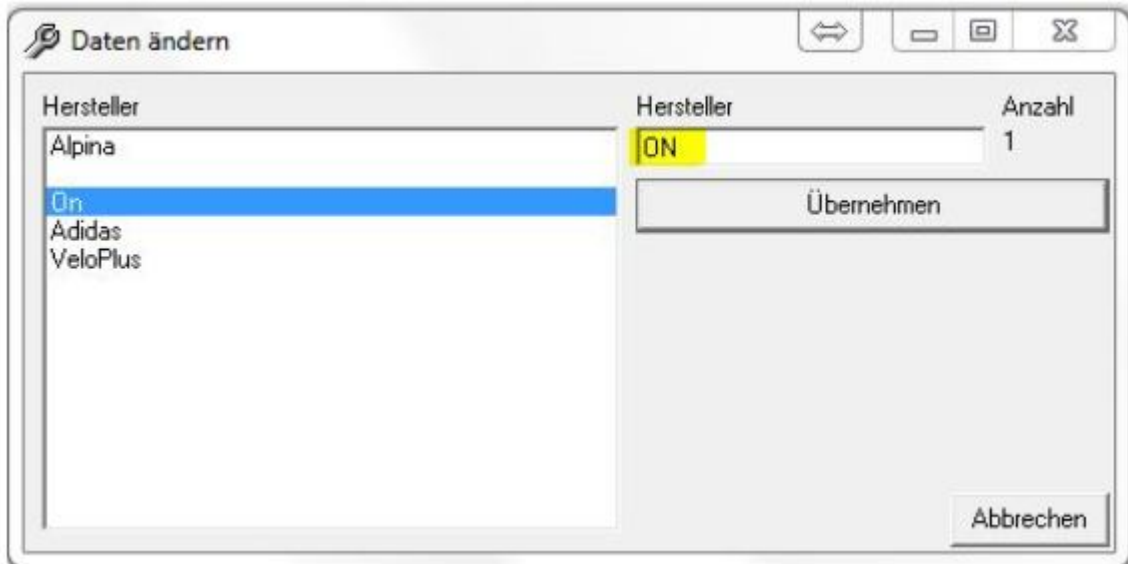 Daten ändern
Hersteller
Alpina
On
Adidas
VeloPlus
Hersteller
Anzahl
ON
1
Übernehmen
Abbrechen